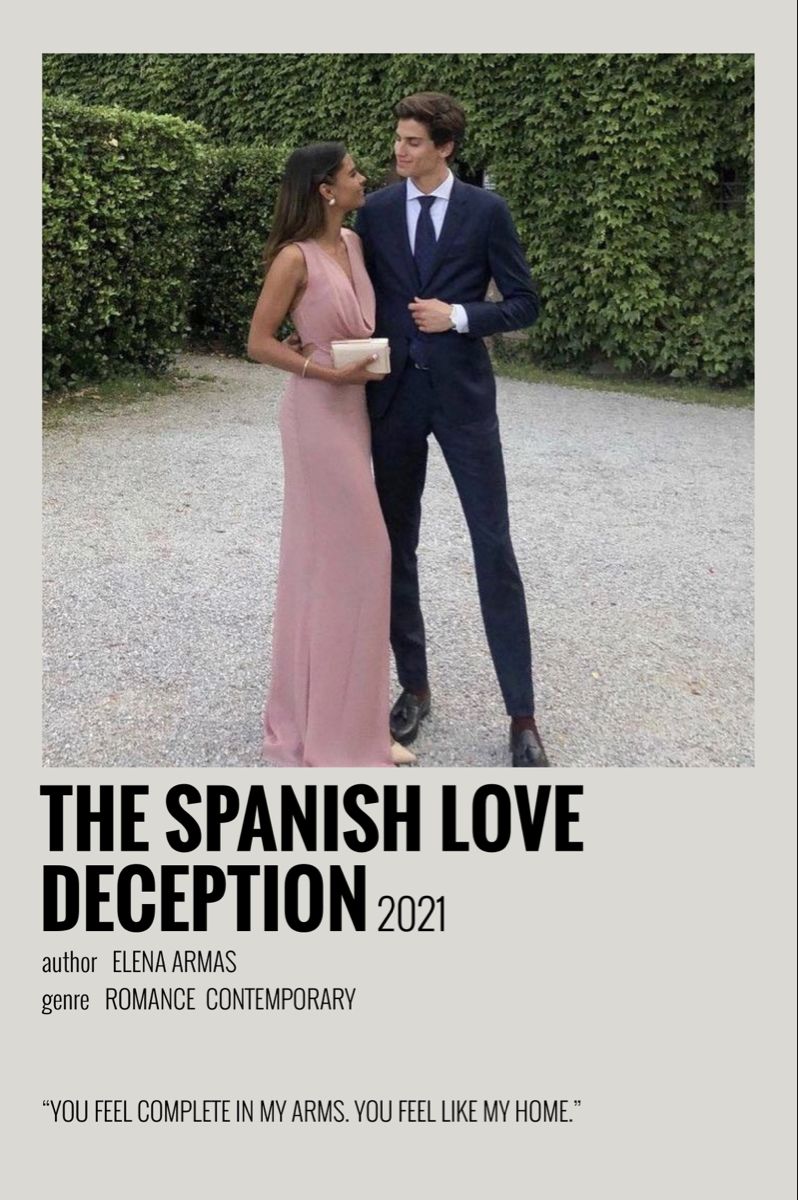 THE SPANISH LOVE
DECEPTION 2021
author ELENA ARMAS
genre ROMANCE CONTEMPORARY
“YOU FEEL COMPLETE IN MY ARMS. YOU FEEL LIKE MY HOME.”